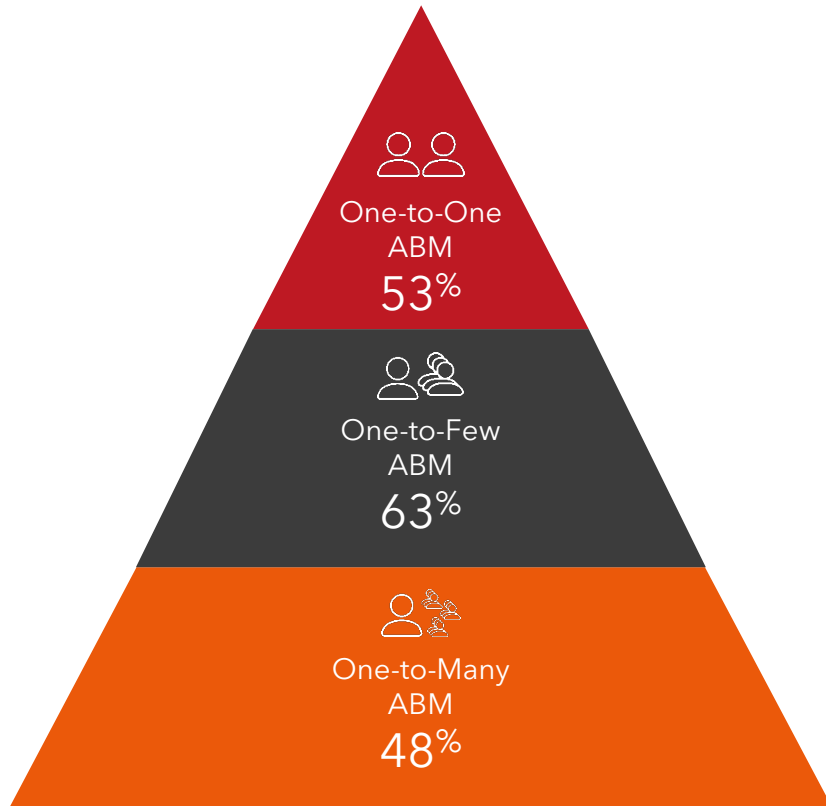 One-to-One
ABM
53%
One-to-Few
ABM
63%
One-to-Many
ABM
48%